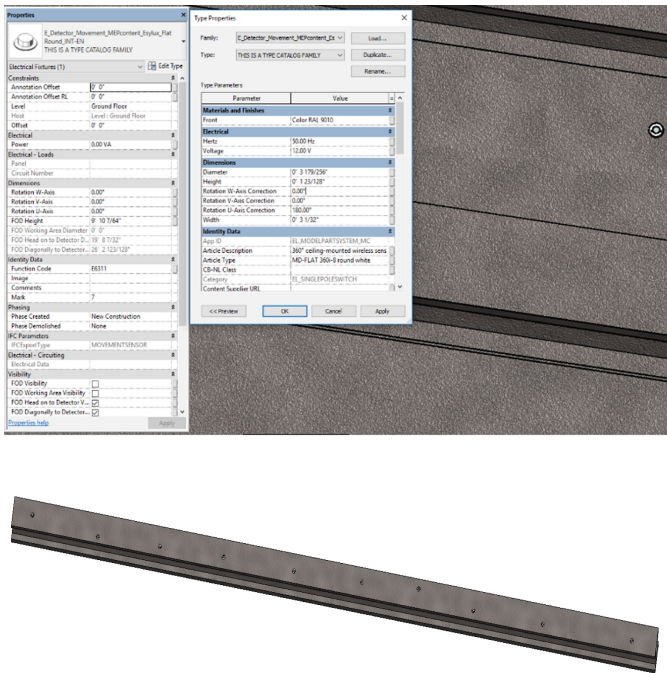 Properties
E_Detector_Movement_MEPcontent_Esylux_Flat
Round_INT-EN
THIS IS A TYPE CATALOG FAMILY
Electrical Fixtures (1)
Edit Type
Constraints
Annotation Offset 0' 0"
Annotation Offset RL 0' 0"
Level Ground Floor
Host Level : Ground Floor
Offset 0' 0"
Electrical
Power 0.00 VA
Electrical - Loads
Panel
Circuit Number
Dimensions
Rotation W-Axis 0.00°
Rotation V-Axis 0.00°
Rotation U-Axis 0.00°
FOD Height 9' 10 7/64"
FOD Working Area Diameter 0' 0"
FOD Head on to Detector D... 19' 8 7/32"
FOD Diagonally to Detector... 26' 2 123/128"
Identity Data
Function Code E6311
Image
Comments
Mark 7
Phasing
Phase Created New Construction
Phase Demolished None
IFC Parameters
IFCExportType MOVEMENTSENSOR
Electrical - Circuiting
Electrical Data
Visibility
FOD Visibility
FOD Working Area Visibility
FOD Head on to Detector V...
FOD Diagonally to Detector...
Properties help
Apply
Type Properties
Family: E_Detector_Movement_MEPcontent_Es
Load...
Type: THIS IS A TYPE CATALOG FAMILY
Duplicate...
Rename...
Type Parameters
Parameter Value =
Materials and Finishes
Front Color RAL 9010
Electrical
Hertz 50.00 Hz
Voltage 12.00 V
Dimensions
Diameter 0' 3 179/256"
Height 0' 1 23/128"
Rotation W-Axis Correction 0.00°
Rotation V-Axis Correction 0.00°
Rotation U-Axis Correction 180.00°
Width 0' 3 1/32"
Identity Data
App ID EL_MODELPARTSYSTEM_MC
Article Description 360° ceiling-mounted wireless sens
Article Type MD-FLAT 360i-8 round white
CB-NL Class
Category EL_SINGLEPOLESWITCH
Content Supplier URL
<< Preview
OK
Cancel
Apply